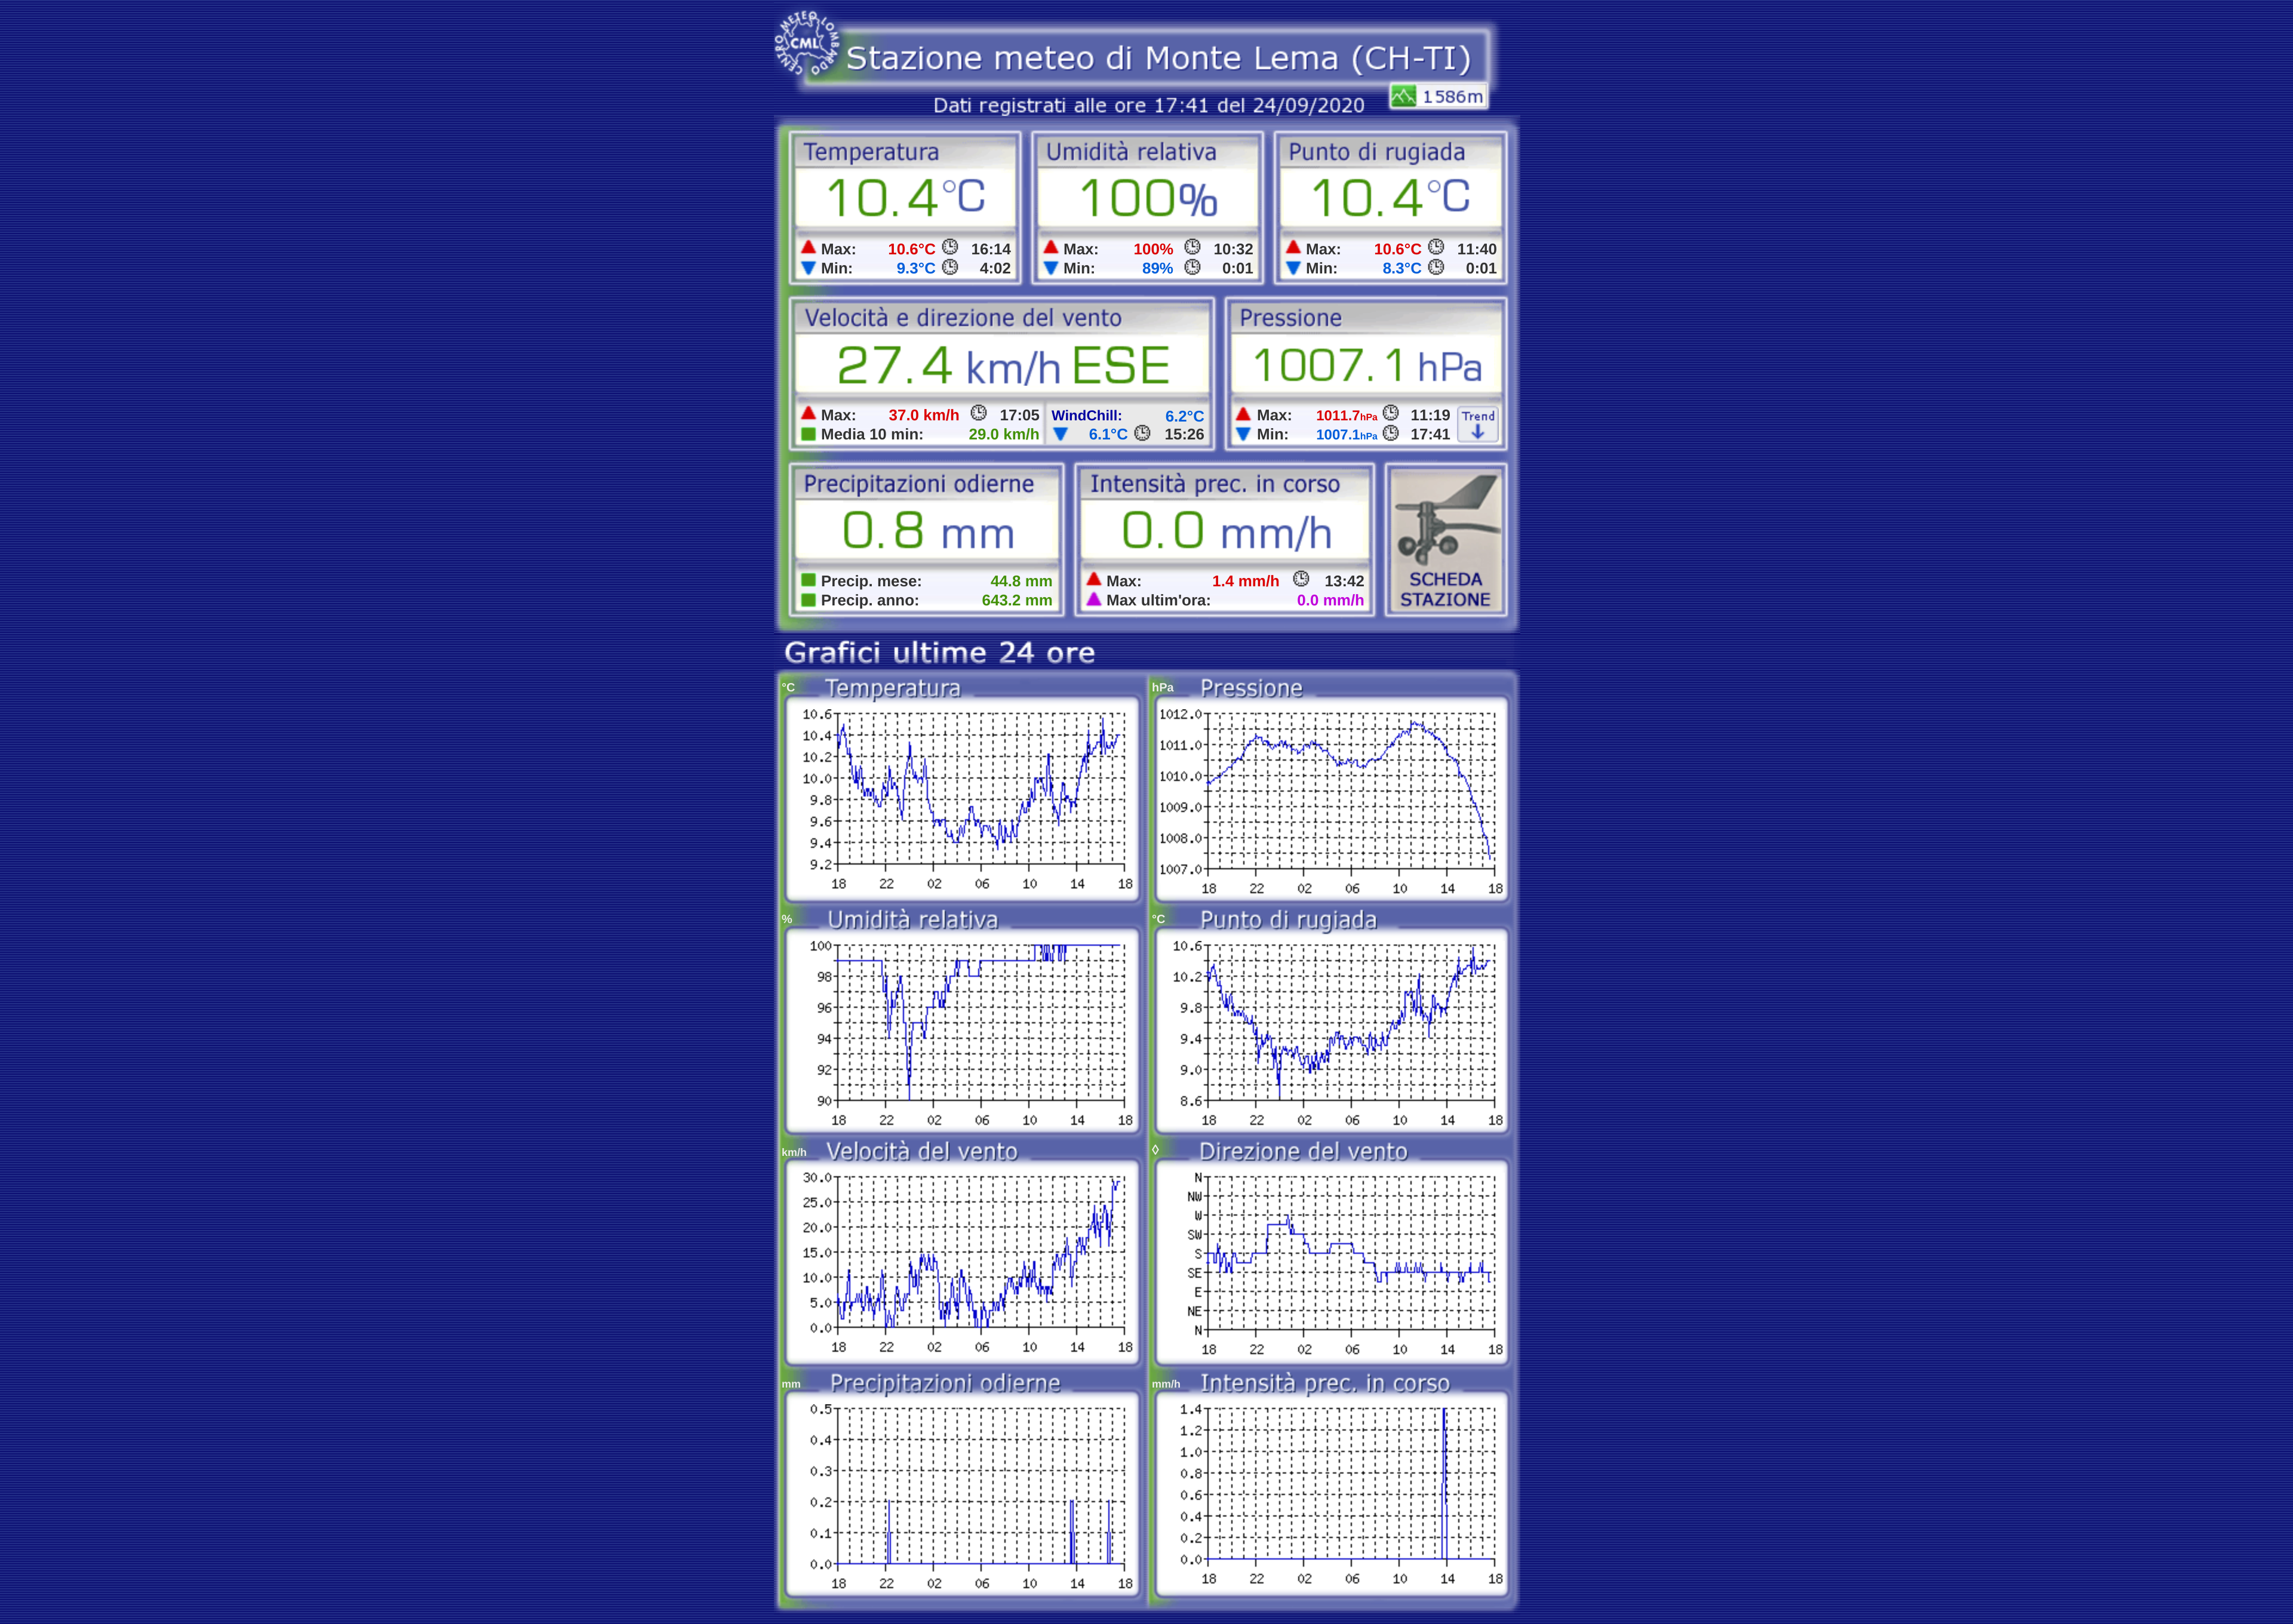 CENTRO METEO LOMBARDO
CML
Stazione meteo di Monte Lema (CH-TI)
1586m
Dati registrati alle ore 17:41 del 24/09/2020
Temperatura
10.4°C
Max: 10.6°C 16:14
Min: 9.3°C 4:02
Umidità relativa
100%
Max: 100% 10:32
Min: 89% 0:01
Punto di rugiada
10.4°C
Max: 10.6°C 11:40
Min: 8.3°C 0:01
Velocità e direzione del vento
27.4 km/h ESE
Max: 37.0 km/h 17:05
Media 10 min: 29.0 km/h
WindChill: 6.2°C
6.1°C 15:26
Pressione
1007.1 hPa
Max: 1011.7hPa 11:19
Min: 1007.1hPa 17:41
Trend
Precipitazioni odierne
0.8 mm
Precip. mese: 44.8 mm
Precip. anno: 643.2 mm
Intensità prec. in corso
0.0 mm/h
Max: 1.4 mm/h 13:42
Max ultim'ora: 0.0 mm/h
SCHEDA
STAZIONE
Grafici ultime 24 ore
°C Temperatura
10.6
10.4
10.2
10.0
9.8
9.6
9.4
9.2
18 22 02 06 10 14 18
hPa Pressione
1012.0
1011.0
1010.0
1009.0
1008.0
1007.0
18 22 02 06 10 14 18
% Umidità relativa
100
98
96
94
92
90
18 22 02 06 10 14 18
°C Punto di rugiada
10.6
10.2
9.8
9.4
9.0
8.6
18 22 02 06 10 14 18
km/h Velocità del vento
30.0
25.0
20.0
15.0
10.0
5.0
0.0
18 22 02 06 10 14 18
◊ Direzione del vento
N
NW
W
SW
S
SE
E
NE
N
18 22 02 06 10 14 18
mm Precipitazioni odierne
0.5
0.4
0.3
0.2
0.1
0.0
18 22 02 06 10 14 18
mm/h Intensità prec. in corso
1.4
1.2
1.0
0.8
0.6
0.4
0.2
0.0
18 22 02 06 10 14 18